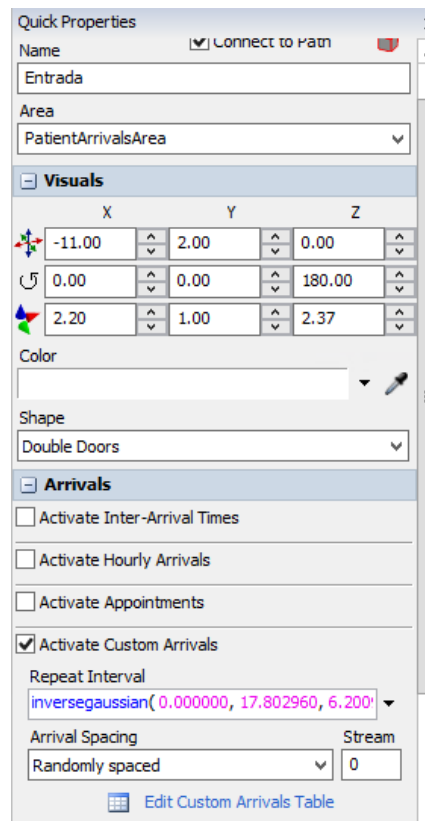 Quick Properties
Connect to Path
Name
Entrada
Area
PatientArrivalsArea
Visuals
X Y Z
-11.00 2.00 0.00
0.00 0.00 180.00
2.20 1.00 2.37
Color
Shape
Double Doors
Arrivals
Activate Inter-Arrival Times
Activate Hourly Arrivals
Activate Appointments
Activate Custom Arrivals
Repeat Interval
inversegaussian( 0.000000, 17.802960, 6.200
Arrival Spacing Stream
Randomly spaced 0
Edit Custom Arrivals Table